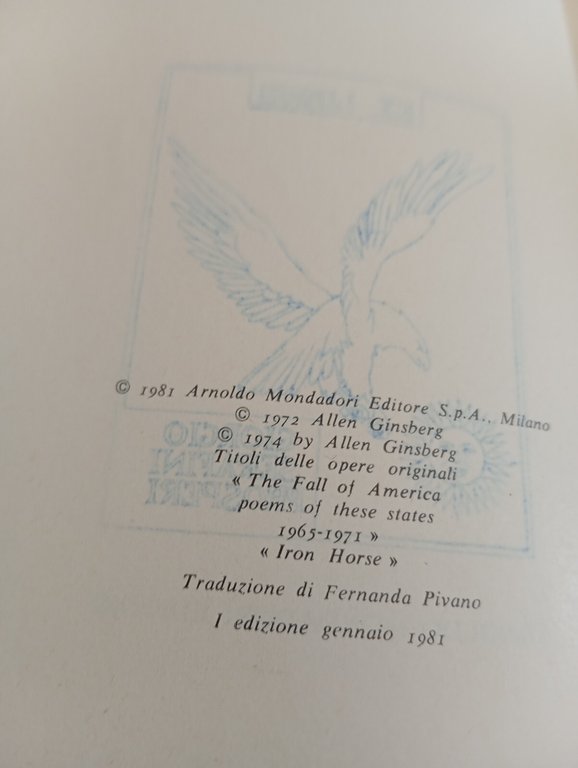 © 1981 Arnoldo Mondadori Editore S.p.A., Milano
© 1972 Allen Ginsberg
© 1974 by Allen Ginsberg
Titoli delle opere originali
« The Fall of America
poems of these states
1965-1971 »
« Iron Horse »
Traduzione di Fernanda Pivano
I edizione gennaio 1981